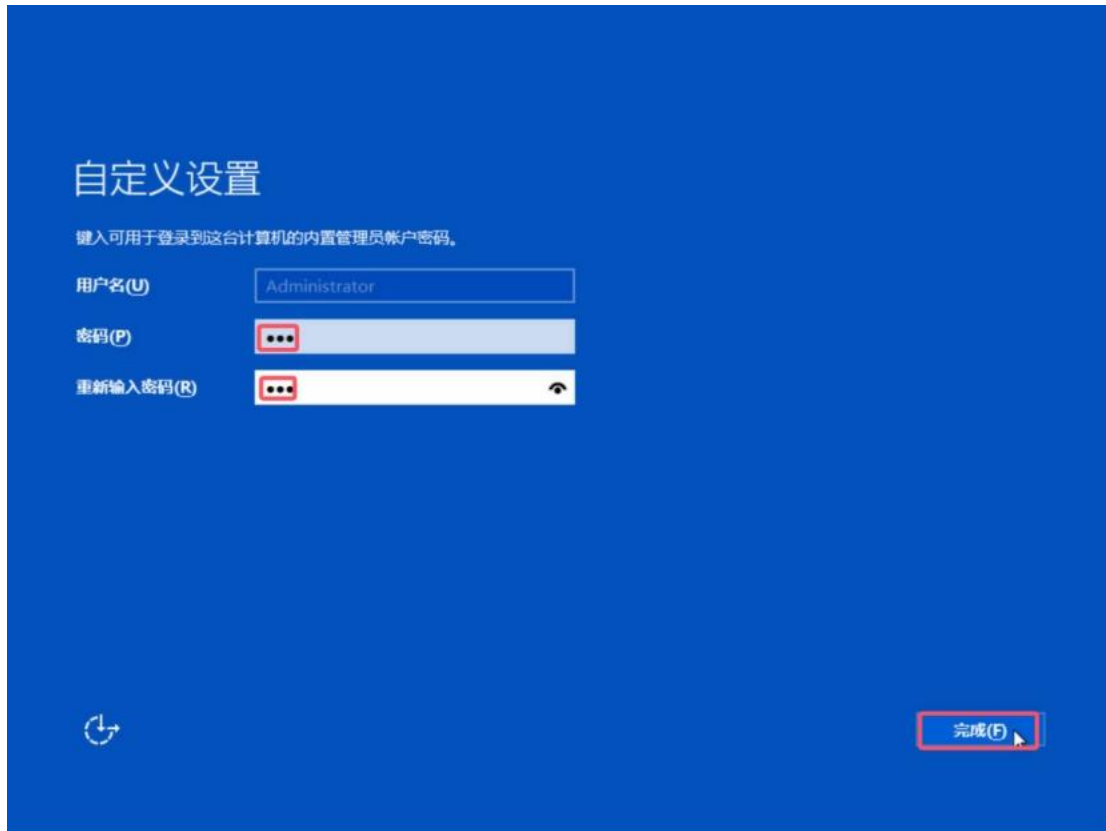 自定义设置
键入可用于登录到这台计算机的内置管理员帐户密码。
用户名(U)
Administrator
密码(P)
•••
重新输入密码(R)
•••
完成(F)